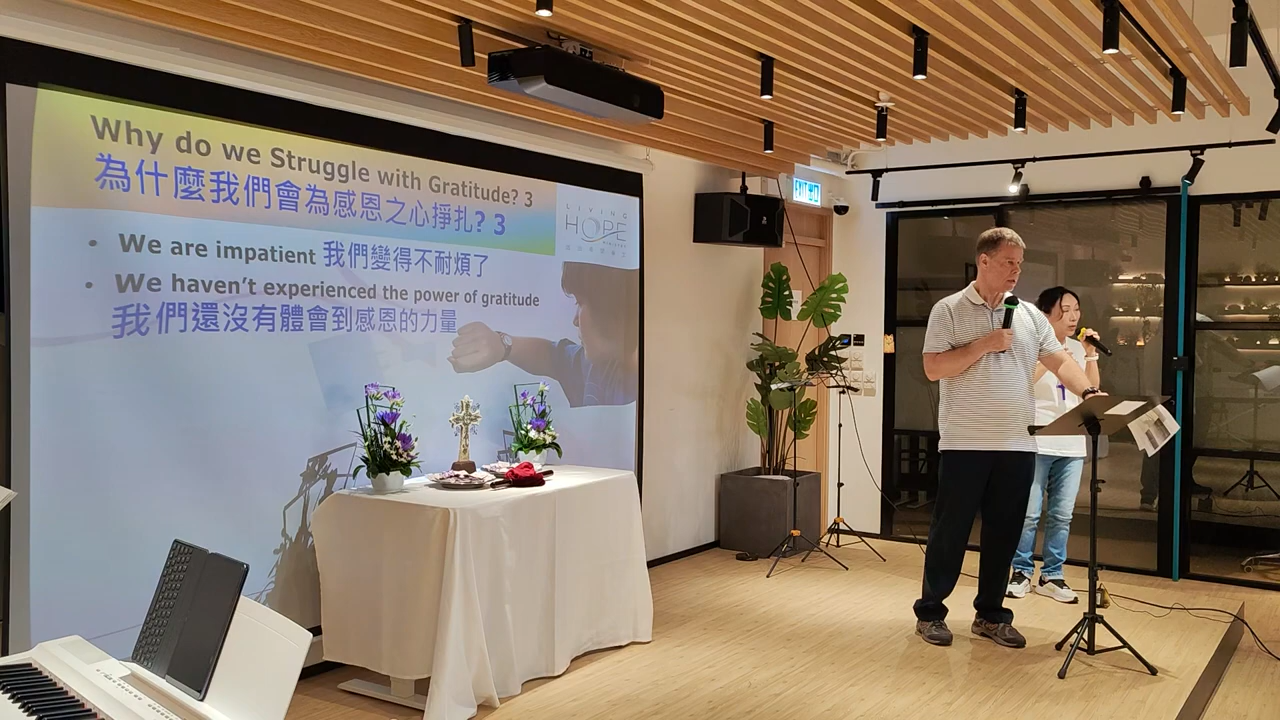 Why do we Struggle with Gratitude? 3
為什麼我們會為感恩之心掙扎? 3
LIVING
HOPE
MINISTRY
• We are impatient 我們變得不耐煩了
• We haven’t experienced the power of gratitude
我們還沒有體會到感恩的力量
EXIT